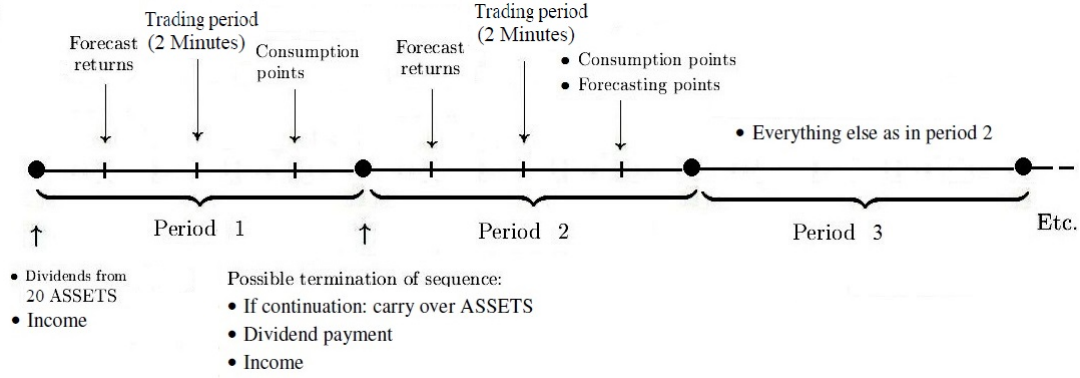 Forecast
returns
Trading period
(2 Minutes)
Consumption
points
Forecast
returns
Trading period
(2 Minutes)
• Consumption points
• Forecasting points
• Everything else as in period 2
Period 1
Period 2
Period 3
Etc.
• Dividends from
20 ASSETS
• Income
Possible termination of sequence:
• If continuation: carry over ASSETS
• Dividend payment
• Income